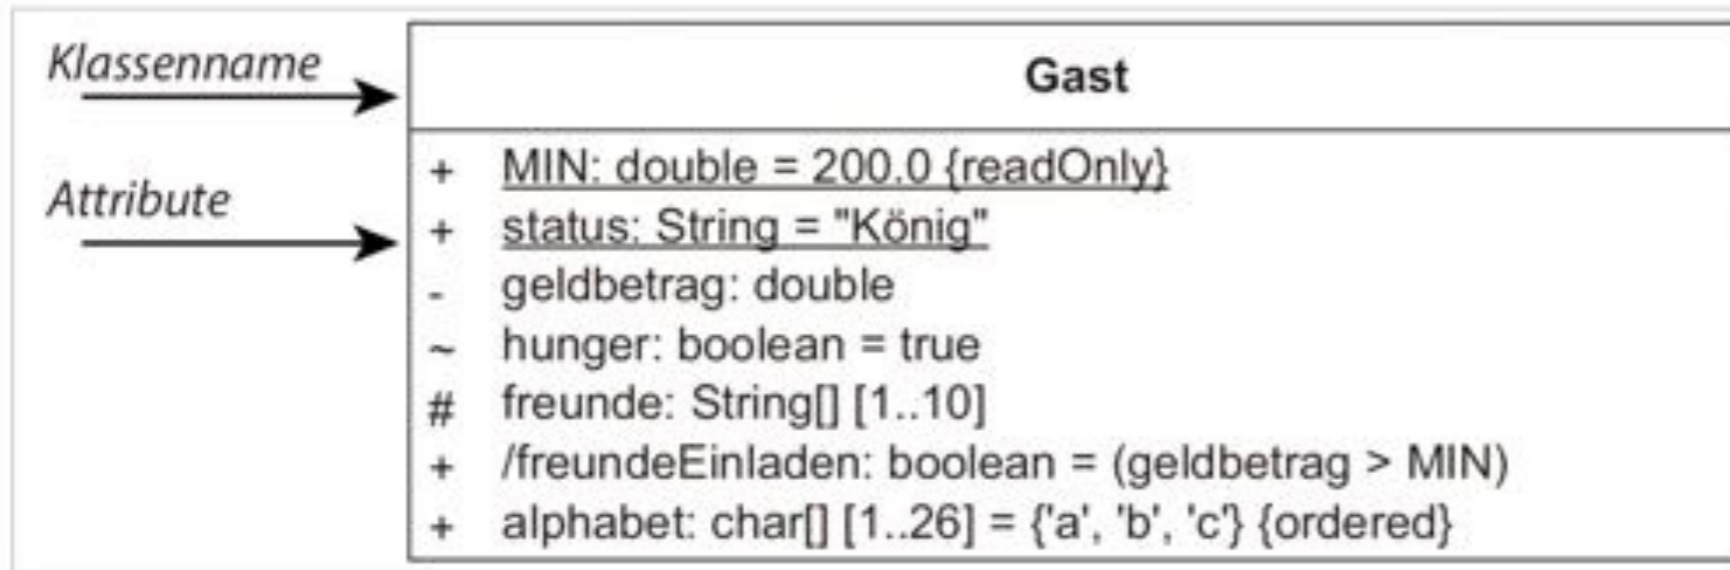 Klassenname
Gast
Attribute
+ MIN: double = 200.0 {readOnly}
+ status: String = "König"
- geldbetrag: double
~ hunger: boolean = true
# freunde: String[] [1..10]
+ /freundeEinladen: boolean = (geldbetrag > MIN)
+ alphabet: char[] [1..26] = {'a', 'b', 'c'} {ordered}